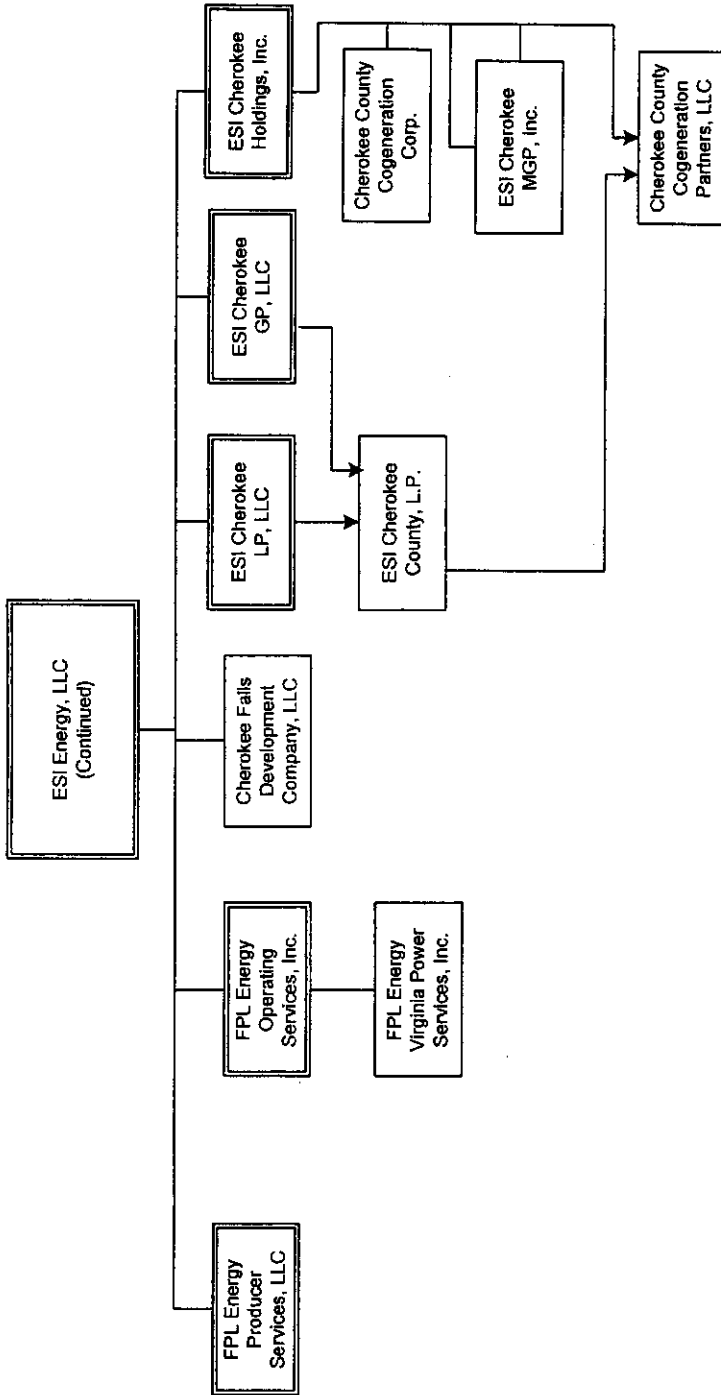 ESI Energy, LLC
(Continued)
FPL Energy
Producer
Services, LLC
FPL Energy
Operating
Services, Inc.
Cherokee Falls
Development
Company, LLC
ESI Cherokee
LP, LLC
ESI Cherokee
GP, LLC
ESI Cherokee
Holdings, Inc.
FPL Energy
Virginia Power
Services, Inc.
ESI Cherokee
County, L.P.
Cherokee County
Cogeneration
Corp.
ESI Cherokee
MGP, Inc.
Cherokee County
Cogeneration
Partners, LLC